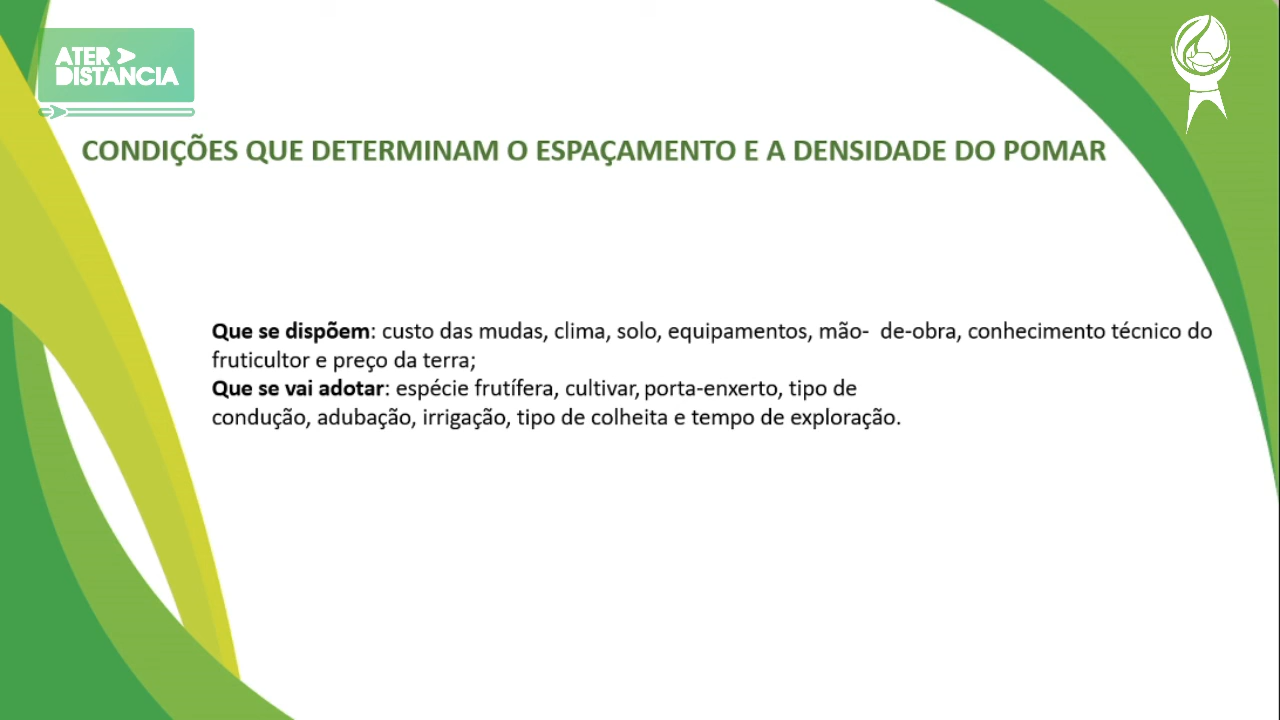 ATER
DISTÂNCIA
CONDIÇÕES QUE DETERMINAM O ESPAÇAMENTO E A DENSIDADE DO POMAR
Que se dispõem: custo das mudas, clima, solo, equipamentos, mão- de-obra, conhecimento técnico do
fruticultor e preço da terra;
Que se vai adotar: espécie frutífera, cultivar, porta-enxerto, tipo de
condução, adubação, irrigação, tipo de colheita e tempo de exploração.